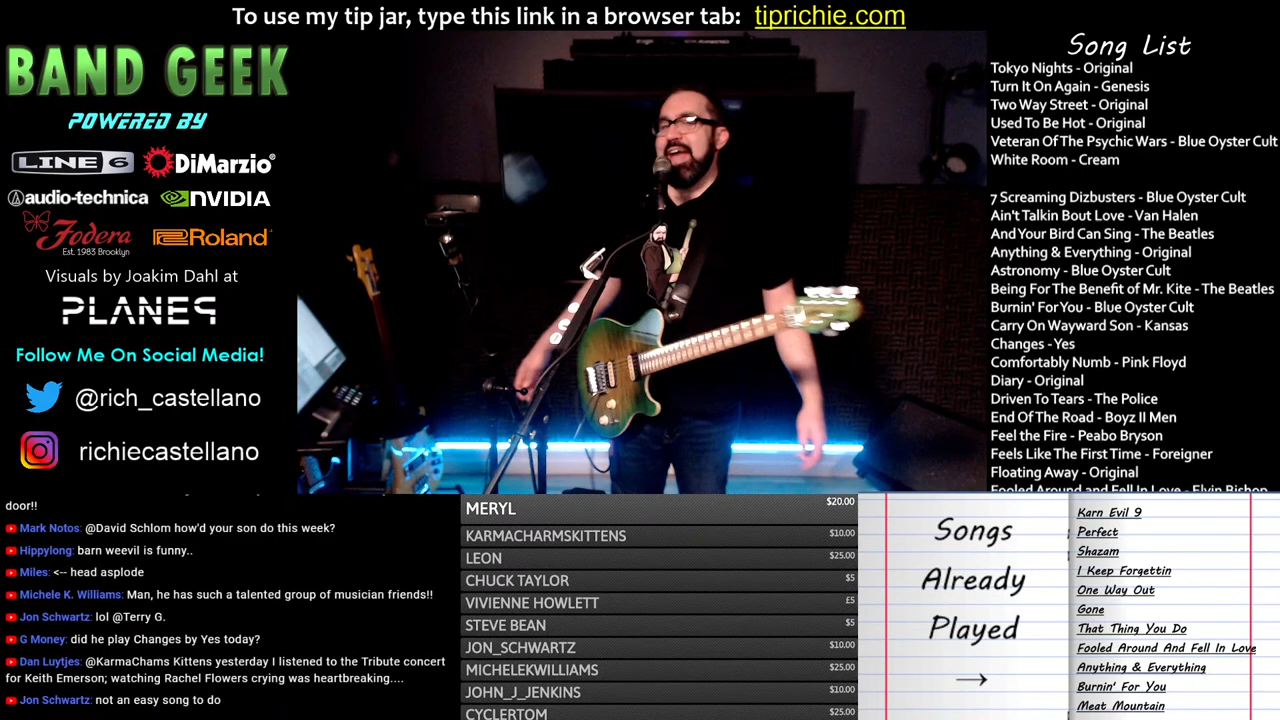 To use my tip jar, type this link in a browser tab: tiprichie.com
BAND GEEK
POWERED BY
LINE 6
DiMarzio®
audio-technica
NVIDIA
Fodera
Est. 1983 Brooklyn
Roland
Visuals by Joakim Dahl at
PLANE9
Follow Me On Social Media!
@rich_castellano
richiecastellano
Song List
Tokyo Nights - Original
Turn It On Again - Genesis
Two Way Street - Original
Used To Be Hot - Original
Veteran Of The Psychic Wars - Blue Oyster Cult
White Room - Cream
7 Screaming Dizbusters - Blue Oyster Cult
Ain't Talkin Bout Love - Van Halen
And Your Bird Can Sing - The Beatles
Anything & Everything - Original
Astronomy - Blue Oyster Cult
Being For The Benefit of Mr. Kite - The Beatles
Burnin' For You - Blue Oyster Cult
Carry On Wayward Son - Kansas
Changes - Yes
Comfortably Numb - Pink Floyd
Diary - Original
Driven To Tears - The Police
End Of The Road - Boyz II Men
Feel the Fire - Peabo Bryson
Feels Like The First Time - Foreigner
Floating Away - Original
Fooled Around and Fell In Love - Elvin Bishop
door!!
Mark Notos: @David Schlom how'd your son do this week?
Hippylong: barn weevil is funny..
Miles: <-- head asplode
Michele K. Williams: Man, he has such a talented group of musician friends!!
Jon Schwartz: lol @Terry G.
G Money: did he play Changes by Yes today?
Dan Luytjes: @KarmaChams Kittens yesterday I listened to the Tribute concert
for Keith Emerson; watching Rachel Flowers crying was heartbreaking....
Jon Schwartz: not an easy song to do
MERYL $20.00
KARMACHARMSKITTENS $10.00
LEON $25.00
CHUCK TAYLOR $5
VIVIENNE HOWLETT £5
STEVE BEAN $5
JON_SCHWARTZ $10.00
MICHELEKWILLIAMS $25.00
JOHN_J_JENKINS $10.00
CYCLERTOM $25.00
Songs
Already
Played
→
Karn Evil 9
Perfect
Shazam
I Keep Forgettin
One Way Out
Gone
That Thing You Do
Fooled Around And Fell In Love
Anything & Everything
Burnin' For You
Meat Mountain